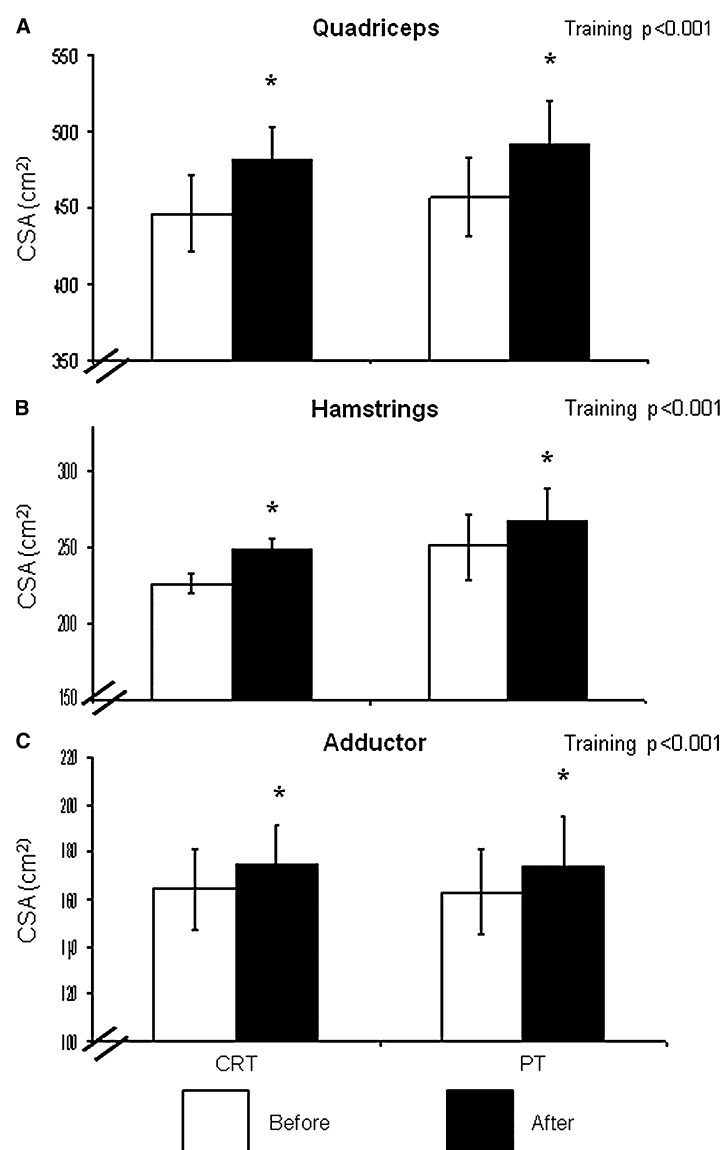 A
Quadriceps
Training p<0.001
550
500
450
400
350
CSA (cm²)
*
*
B
Hamstrings
Training p<0.001
300
250
200
150
CSA (cm²)
*
*
C
Adductor
Training p<0.001
220
200
180
160
140
120
100
CSA (cm²)
*
*
CRT
PT
Before
After